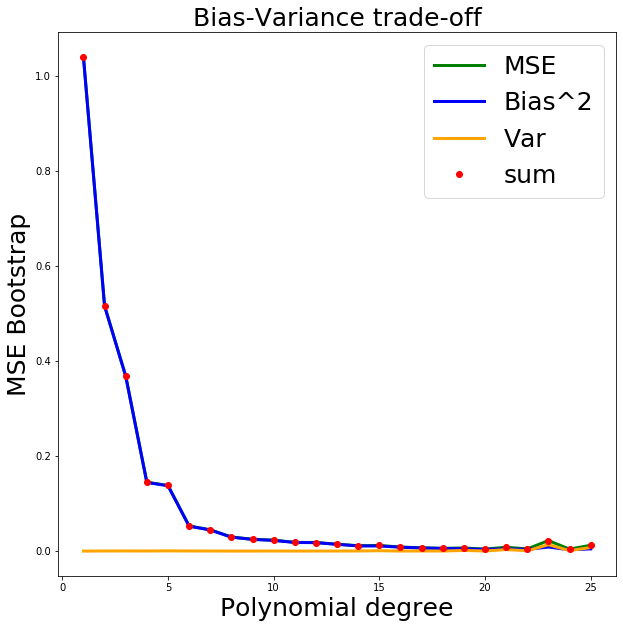 Bias-Variance trade-off
MSE
Bias^2
Var
sum
MSE Bootstrap
1.0
0.8
0.6
0.4
0.2
0.0
0
5
10
15
20
25
Polynomial degree